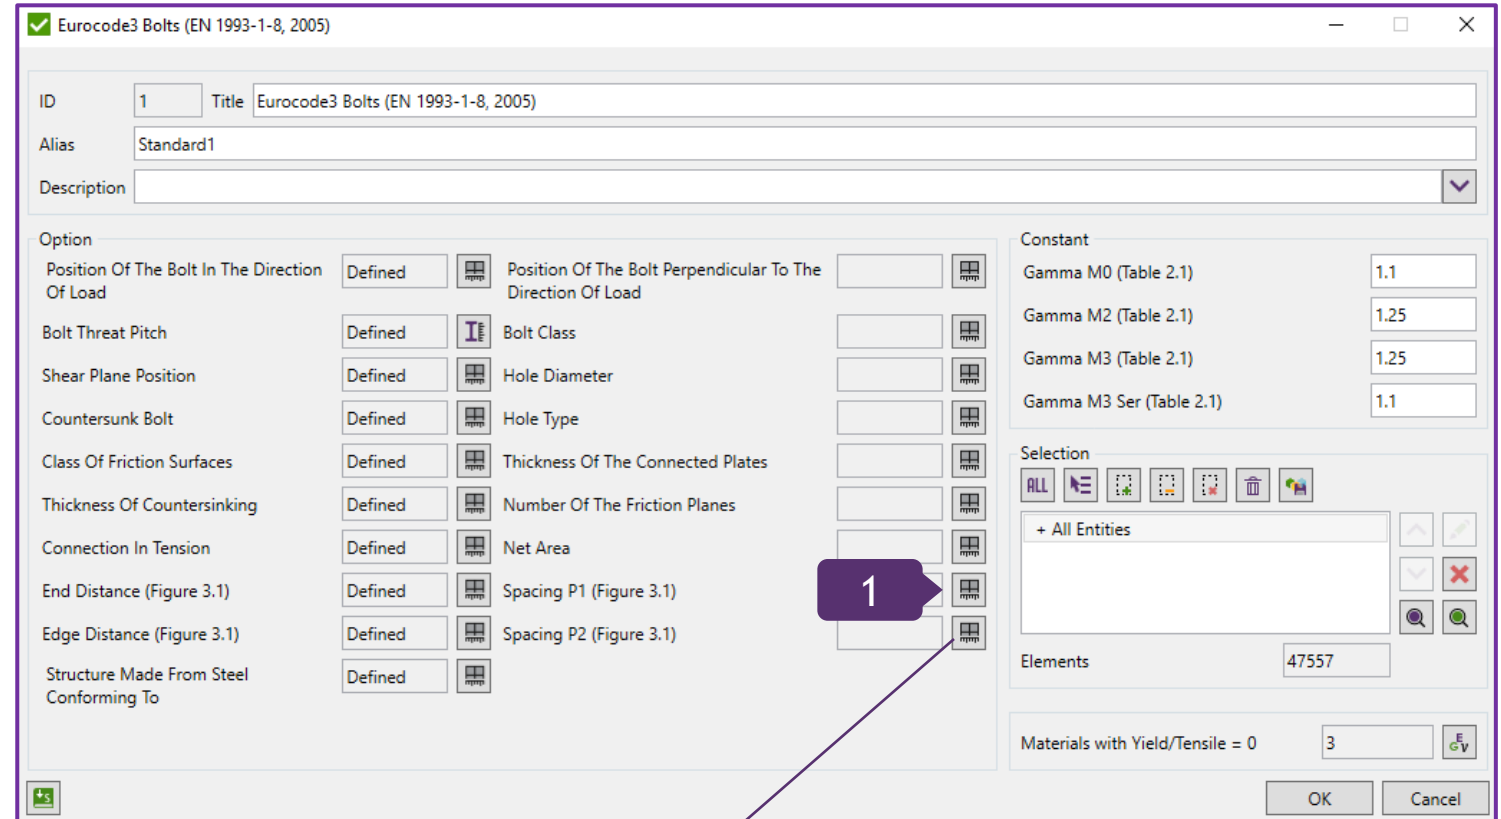 Eurocode3 Bolts (EN 1993-1-8, 2005)
ID 1 Title Eurocode3 Bolts (EN 1993-1-8, 2005)
Alias Standard1
Description
Option
Position Of The Bolt In The Direction Of Load Defined
Position Of The Bolt Perpendicular To The Direction Of Load
Bolt Threat Pitch Defined Bolt Class
Shear Plane Position Defined Hole Diameter
Countersunk Bolt Defined Hole Type
Class Of Friction Surfaces Defined Thickness Of The Connected Plates
Thickness Of Countersinking Defined Number Of The Friction Planes
Connection In Tension Defined Net Area
End Distance (Figure 3.1) Defined Spacing P1 (Figure 3.1) 1
Edge Distance (Figure 3.1) Defined Spacing P2 (Figure 3.1)
Structure Made From Steel Conforming To Defined
Constant
Gamma M0 (Table 2.1) 1.1
Gamma M2 (Table 2.1) 1.25
Gamma M3 (Table 2.1) 1.25
Gamma M3 Ser (Table 2.1) 1.1
Selection
ALL
+ All Entities
Elements 47557
Materials with Yield/Tensile = 0 3 E G V
S
OK Cancel